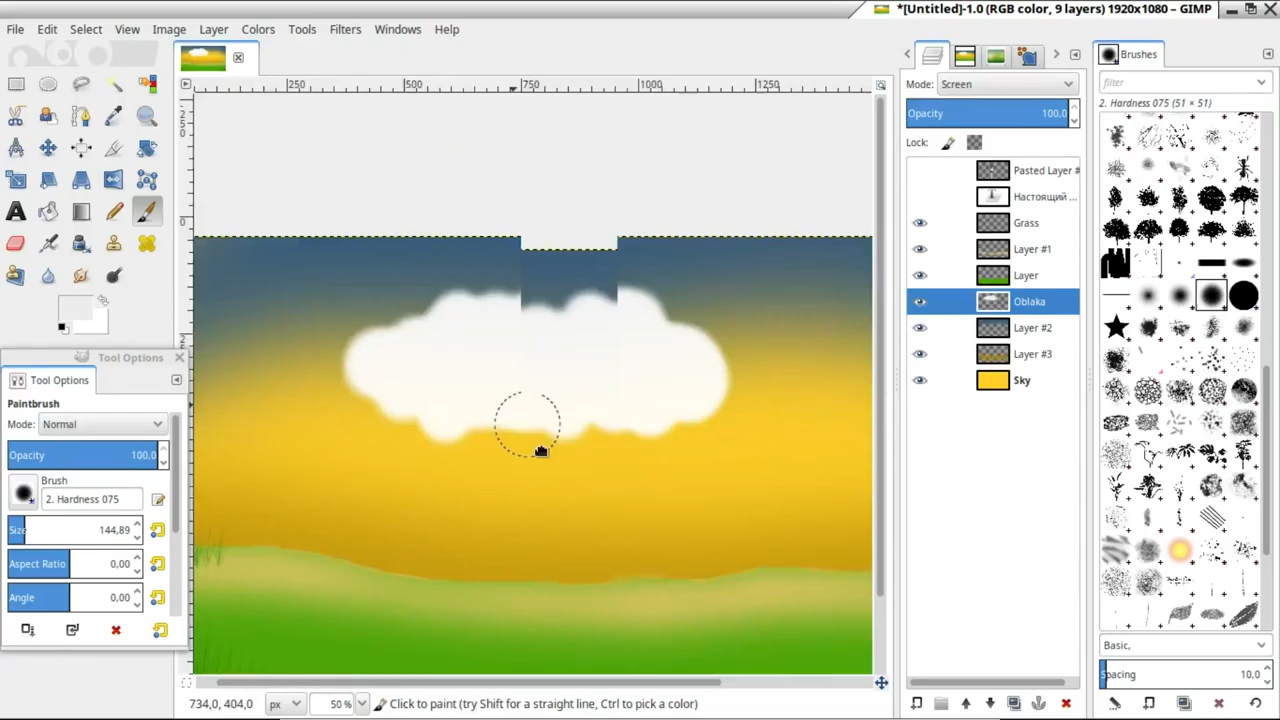 *[Untitled]-1.0 (RGB color, 9 layers) 1920x1080 – GIMP
File Edit Select View Image Layer Colors Tools Filters Windows Help
Brushes
Mode: Screen
filter
250 500 750 1000 1250
2. Hardness 075 (51 × 51)
Opacity 100,0
Lock:
Pasted Layer #
Настоящий ...
Grass
Layer #1
Layer
Oblaka
Layer #2
Layer #3
Sky
Tool Options
Tool Options
Paintbrush
Mode: Normal
Opacity 100,0
Brush
2. Hardness 075
Size 144,89
Aspect Ratio 0,00
Angle 0,00
Basic,
Spacing 10,0
734,0, 404,0 px 50 % Click to paint (try Shift for a straight line, Ctrl to pick a color)